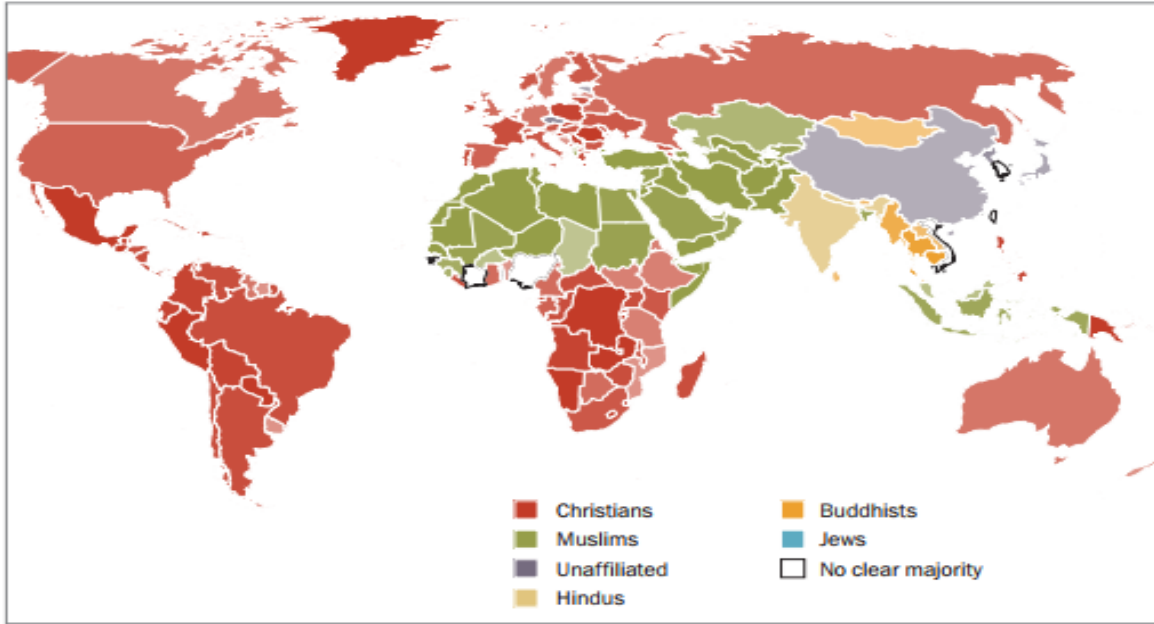 Christians
Muslims
Unaffiliated
Hindus
Buddhists
Jews
No clear majority